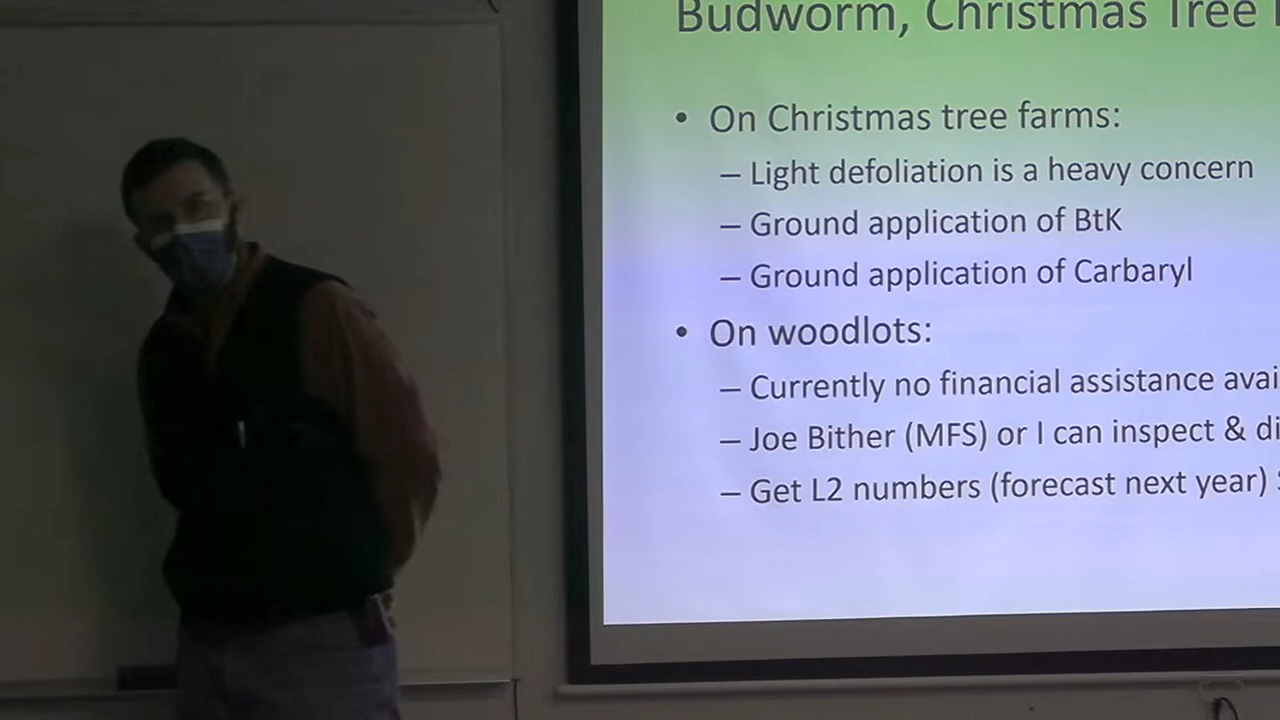 Budworm, Christmas Tree
• On Christmas tree farms:
– Light defoliation is a heavy concern
– Ground application of BtK
– Ground application of Carbaryl
• On woodlots:
– Currently no financial assistance avai
– Joe Bither (MFS) or I can inspect & di
– Get L2 numbers (forecast next year)